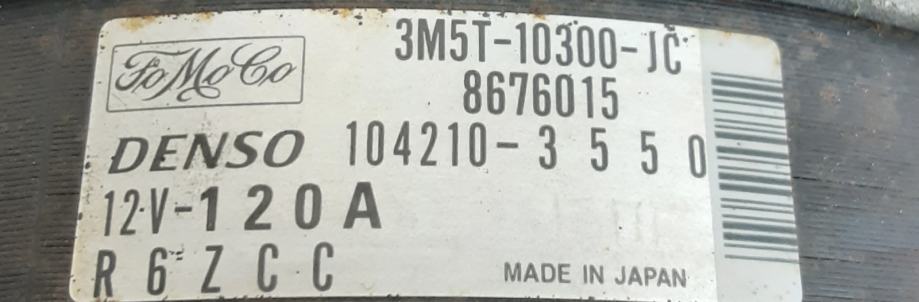 FoMoCo
3M5T-10300-JC
8676015
DENSO 104210-3550
12V-120A
R6ZCC
MADE IN JAPAN